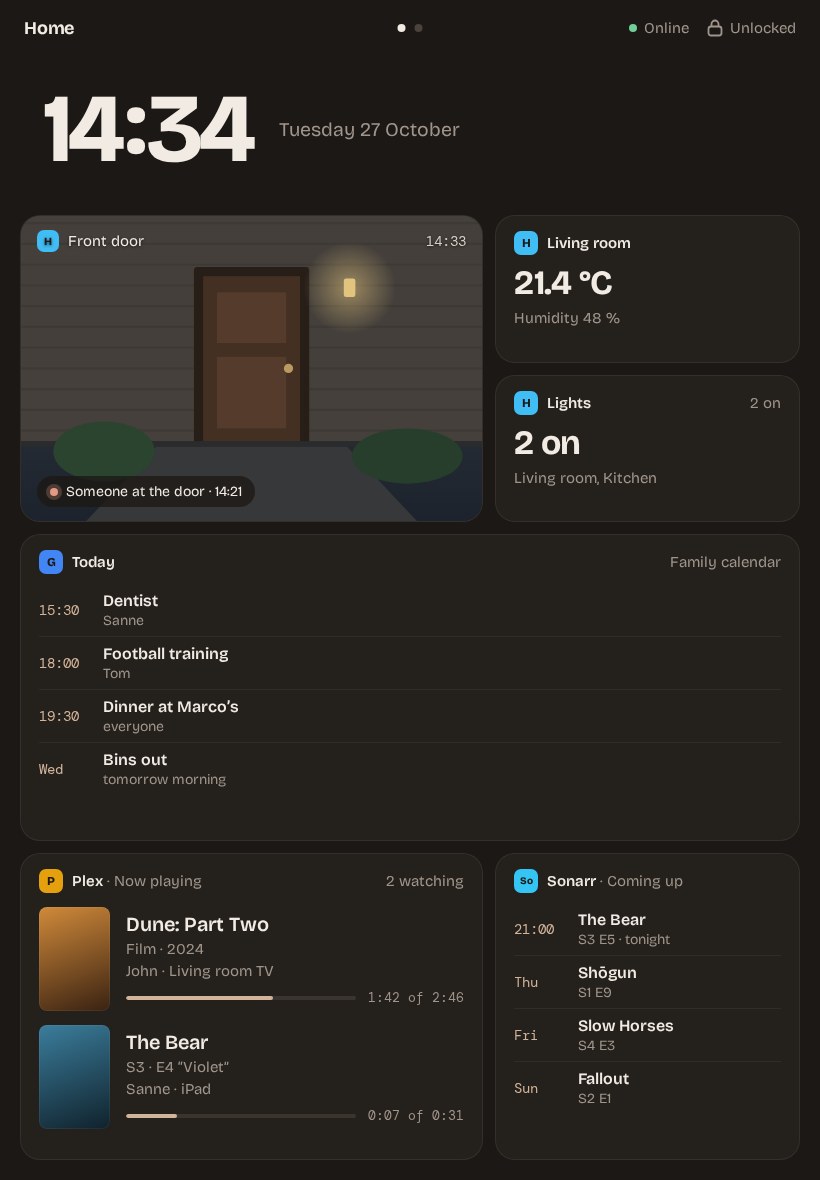 Home
Online
Unlocked
14:34
Tuesday 27 October
H Front door 14:33
Someone at the door · 14:21
H Living room
21.4 °C
Humidity 48 %
H Lights 2 on
2 on
Living room, Kitchen
G Today Family calendar
15:30 Dentist
Sanne
18:00 Football training
Tom
19:30 Dinner at Marco’s
everyone
Wed Bins out
tomorrow morning
P Plex · Now playing 2 watching
Dune: Part Two
Film · 2024
John · Living room TV
1:42 of 2:46
The Bear
S3 · E4 “Violet”
Sanne · iPad
0:07 of 0:31
So Sonarr · Coming up
21:00 The Bear
S3 E5 · tonight
Thu Shōgun
S1 E9
Fri Slow Horses
S4 E3
Sun Fallout
S2 E1